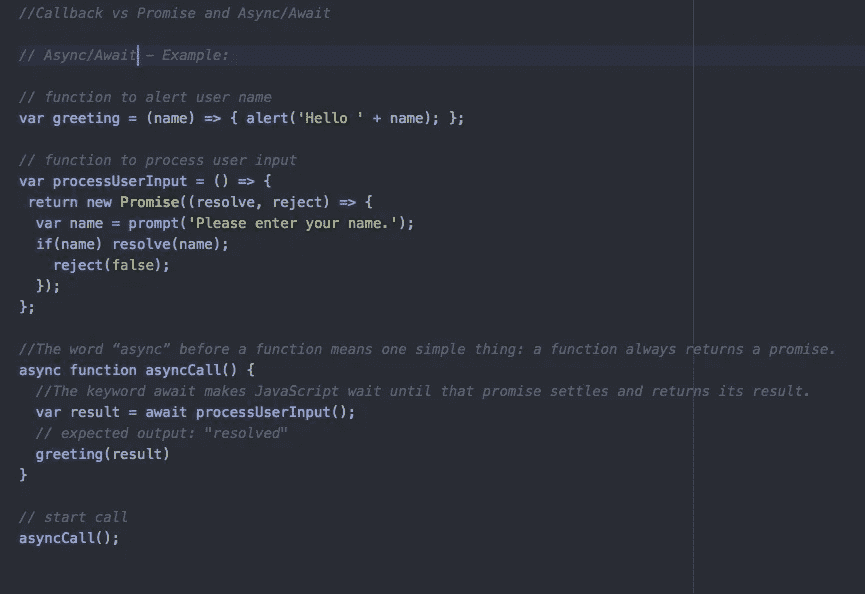 //Callback vs Promise and Async/Await
// Async/Await - Example:
// function to alert user name
var greeting = (name) => { alert('Hello ' + name); };
// function to process user input
var processUserInput = () => {
return new Promise((resolve, reject) => {
var name = prompt('Please enter your name.');
if(name) resolve(name);
reject(false);
});
};
//The word “async” before a function means one simple thing: a function always returns a promise.
async function asyncCall() {
//The keyword await makes JavaScript wait until that promise settles and returns its result.
var result = await processUserInput();
// expected output: "resolved"
greeting(result)
}
// start call
asyncCall();